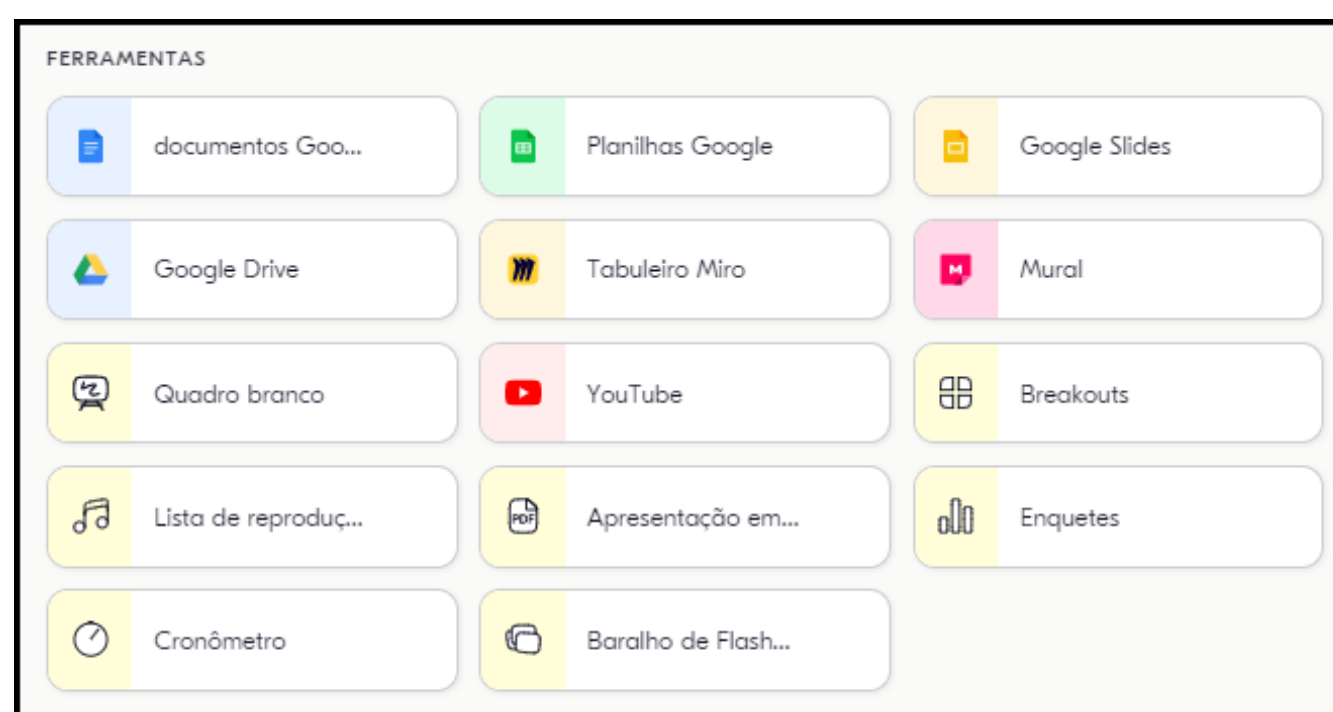 FERRAMENTAS
documentos Goo...
Planilhas Google
Google Slides
Google Drive
Tabuleiro Miro
M
Mural
Quadro branco
YouTube
Breakouts
Lista de reproduç...
PDF
Apresentação em...
Enquetes
Cronômetro
Baralho de Flash...